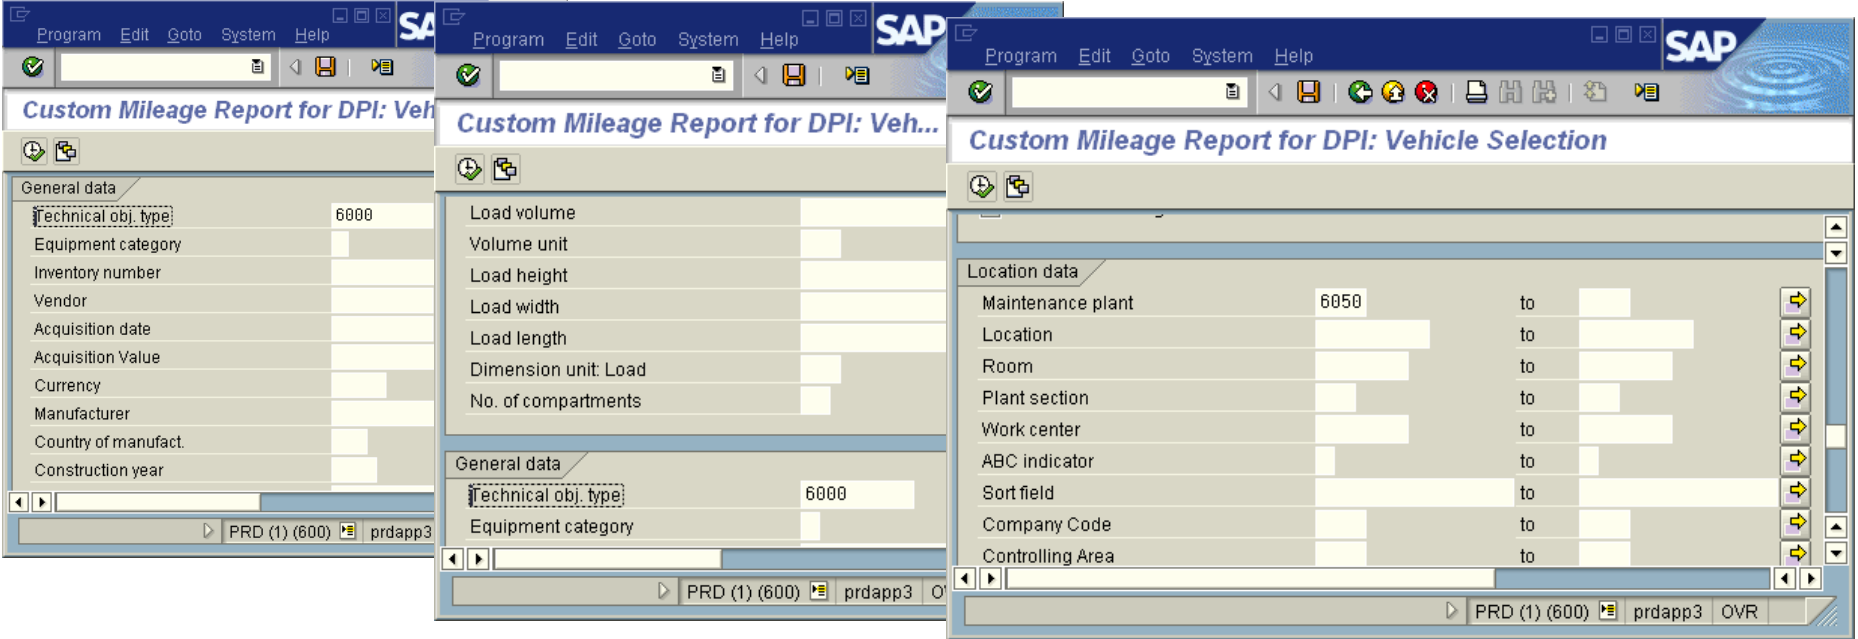 Program Edit Goto System Help
SA
Custom Mileage Report for DPI: Veh
General data
Technical obj. type 6000
Equipment category
Inventory number
Vendor
Acquisition date
Acquisition Value
Currency
Manufacturer
Country of manufact.
Construction year
PRD (1) (600) prdapp3
Program Edit Goto System Help
SAP
Custom Mileage Report for DPI: Veh...
Load volume
Volume unit
Load height
Load width
Load length
Dimension unit: Load
No. of compartments
General data
Technical obj. type 6000
Equipment category
PRD (1) (600) prdapp3
Program Edit Goto System Help
SAP
Custom Mileage Report for DPI: Vehicle Selection
Location data
Maintenance plant 6050 to
Location to
Room to
Plant section to
Work center to
ABC indicator to
Sort field to
Company Code to
Controlling Area to
PRD (1) (600) prdapp3 OVR